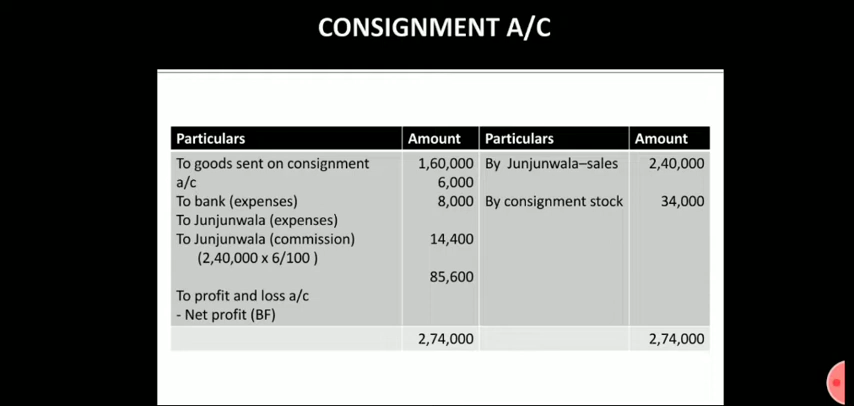 CONSIGNMENT A/C
Particulars Amount Particulars Amount
To goods sent on consignment 1,60,000 By Junjunwala–sales 2,40,000
a/c 6,000
To bank (expenses) 8,000 By consignment stock 34,000
To Junjunwala (expenses)
To Junjunwala (commission) 14,400
(2,40,000 x 6/100 )
85,600
To profit and loss a/c
- Net profit (BF)
2,74,000 2,74,000